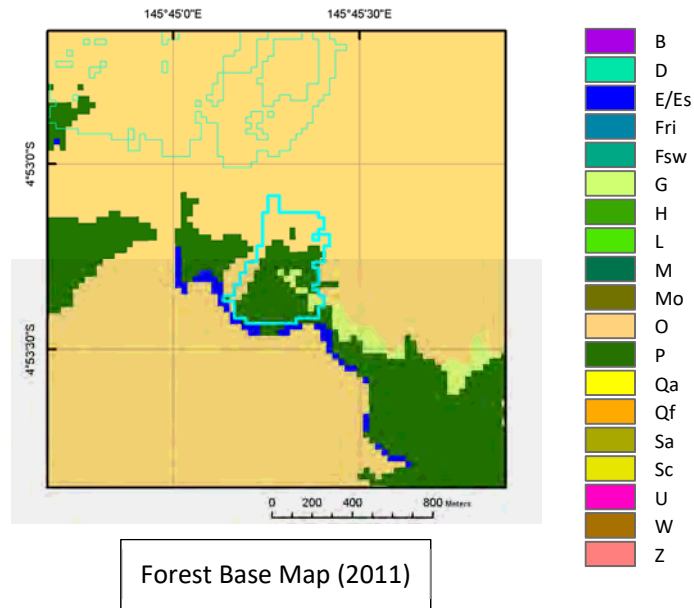 145°45'0"E
145°45'30"E
4°53'0"S
4°53'30"S
0 200 400 800 Meters
Forest Base Map (2011)
B
D
E/Es
Fri
Fsw
G
H
L
M
Mo
O
P
Qa
Qf
Sa
Sc
U
W
Z